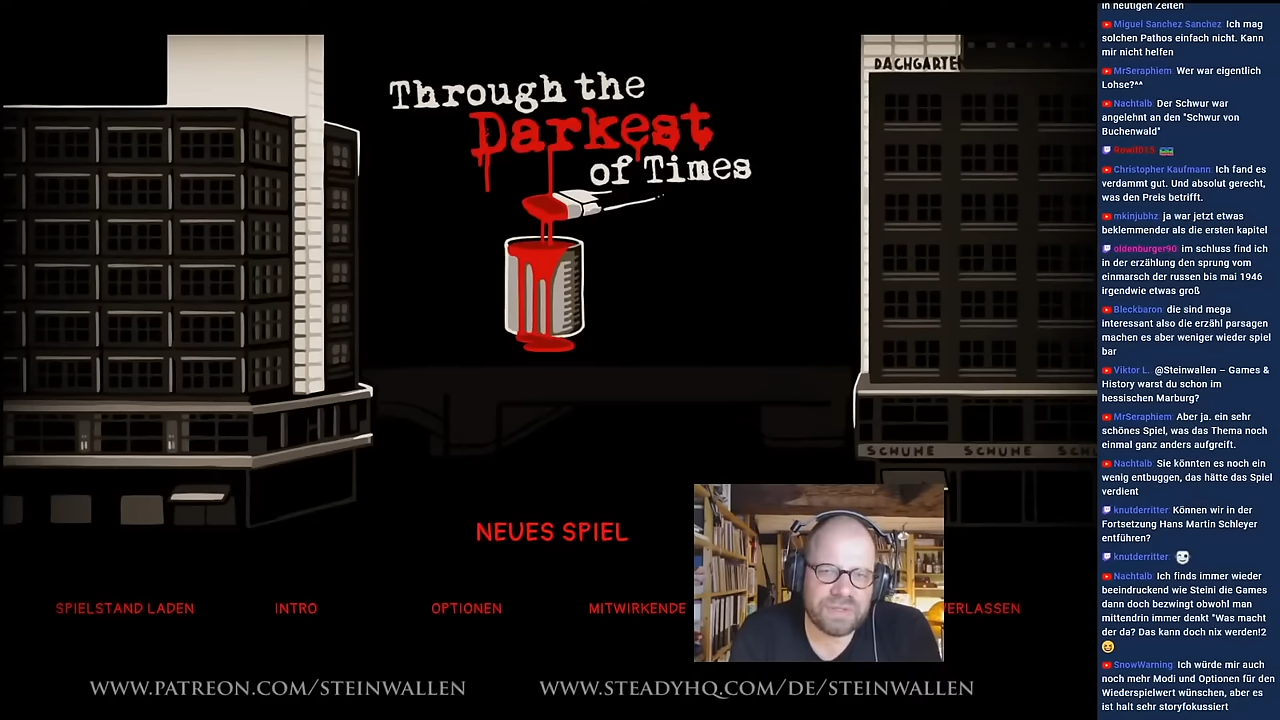 Through the
Darkest
of Times
DACHGARTEN
SCHUHE SCHUHE SCH
NEUES SPIEL
SPIELSTAND LADEN INTRO OPTIONEN MITWIRKENDE ERLASSEN
WWW.PATREON.COM/STEINWALLEN WWW.STEADYHQ.COM/DE/STEINWALLEN
in heutigen Zeiten
Miguel Sanchez Sanchez Ich mag
solchen Pathos einfach nicht. Kann
mir nicht helfen
MrSeraphiem Wer war eigentlich
Lohse?^^
Nachtalb Der Schwur war
angelehnt an den "Schwur von
Buchenwald"
Rowif015
Christopher Kaufmann Ich fand es
verdammt gut. Und absolut gerecht,
was den Preis betrifft.
mkinjubhz ja war jetzt etwas
beklemmender als die ersten kapitel
oldenburger90 im schluss find ich
in der erzählung den sprung vom
einmarsch der russen bis mai 1946
irgendwie etwas groß
Bleckbaron die sind mega
interessant also die erzähl parsagen
machen es aber weniger wider spiel
bar
Viktor L. @Steinwallen – Games &
History warst du schon im
hessischen Marburg?
MrSeraphiem Aber ja. ein sehr
schönes Spiel, was das Thema noch
einmal ganz anders aufgreift.
Nachtalb Sie könnten es noch ein
wenig entbuggen, das hätte das Spiel
verdient
knutderritter Können wir in der
Fortsetzung Hans Martin Schleyer
entführen?
knutderritter
Nachtalb Ich finds immer wieder
beeindruckend wie Steini die Games
dann doch bezwingt obwohl man
mittendrin immer denkt "Was macht
der da? Das kann doch nix werden!2
SnowWarning Ich würde mir auch
noch mehr Modi und Optionen für den
Wiederspielwert wünschen, aber es
ist halt sehr storyfokussiert